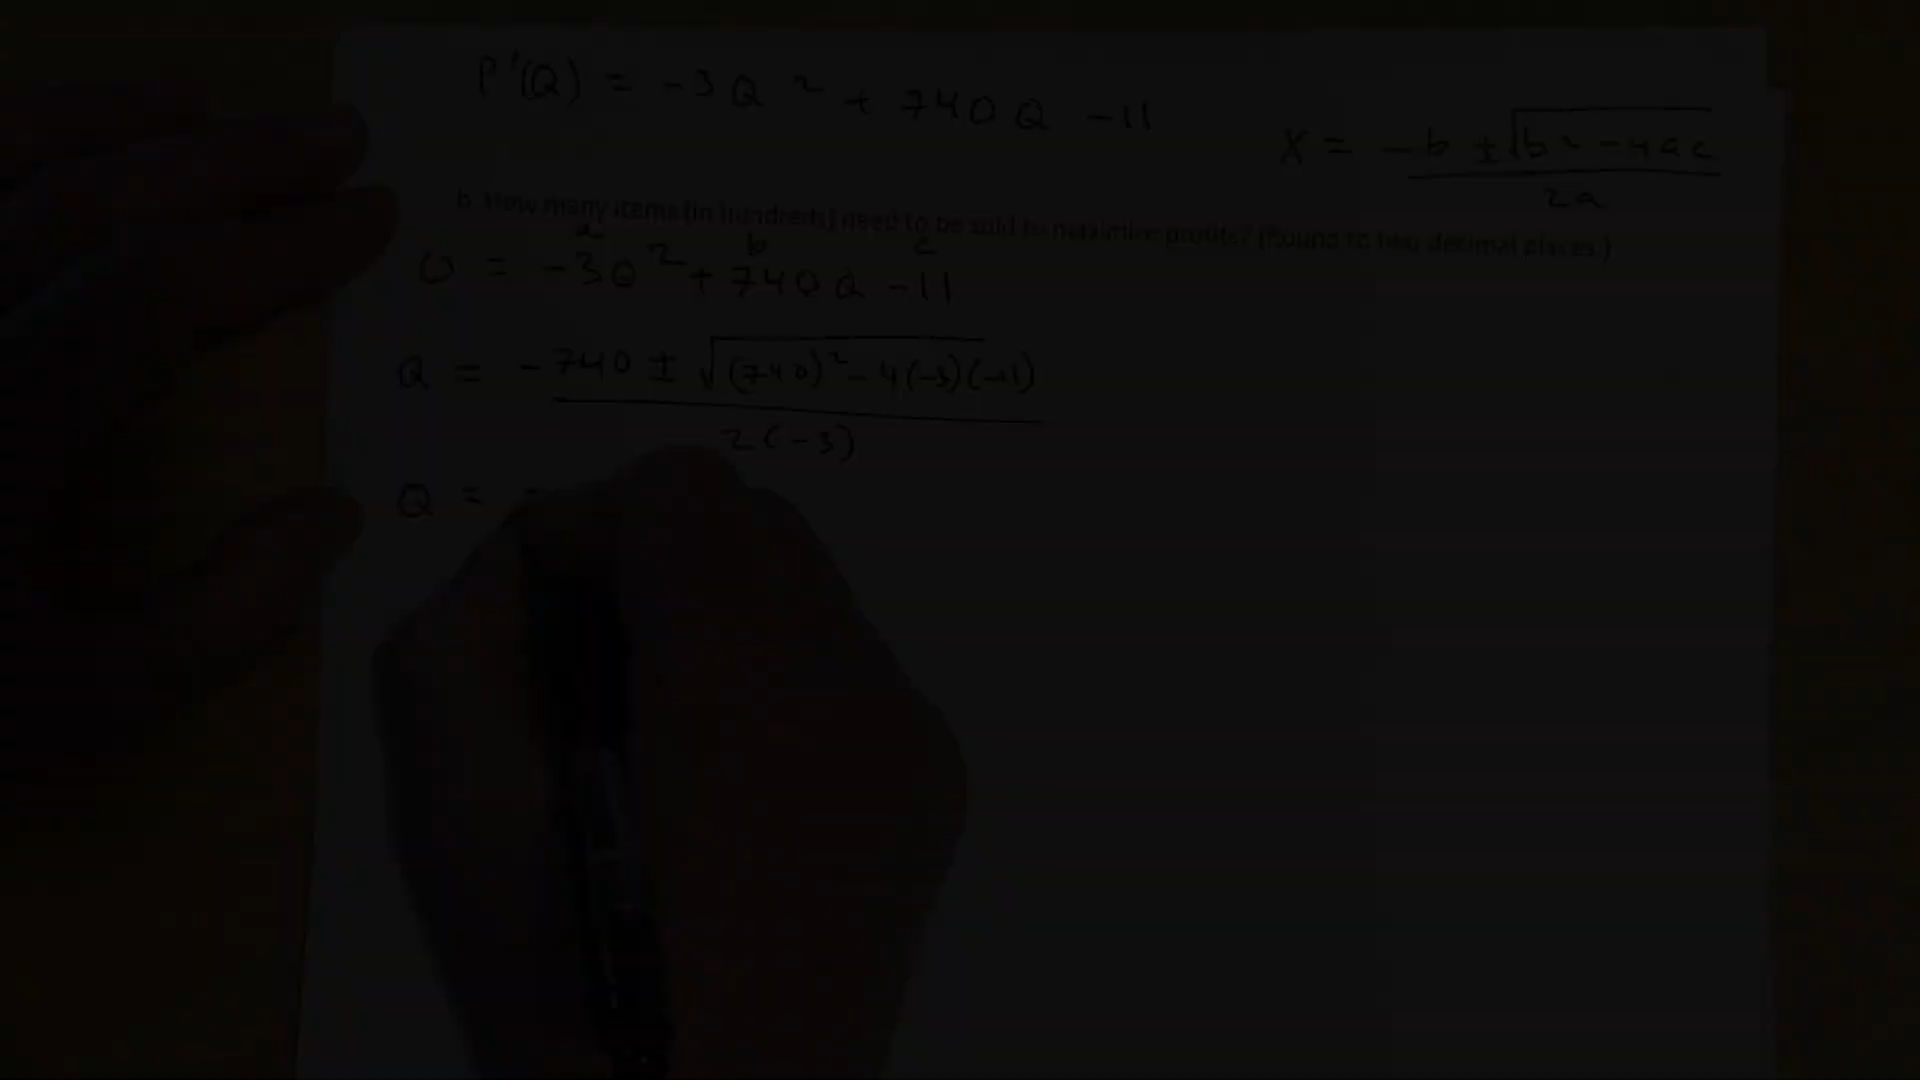 P'(Q) = -3Q² + 740Q - 11
X = -b ± √b² - 4ac / 2a
b. How many items (in hundreds) need to be sold to maximize profits? (Round to two decimal places.)
a b c
0 = -3Q² + 740Q - 11
Q = -740 ± √(740)² - 4(-3)(-11) / 2(-3)
Q = -